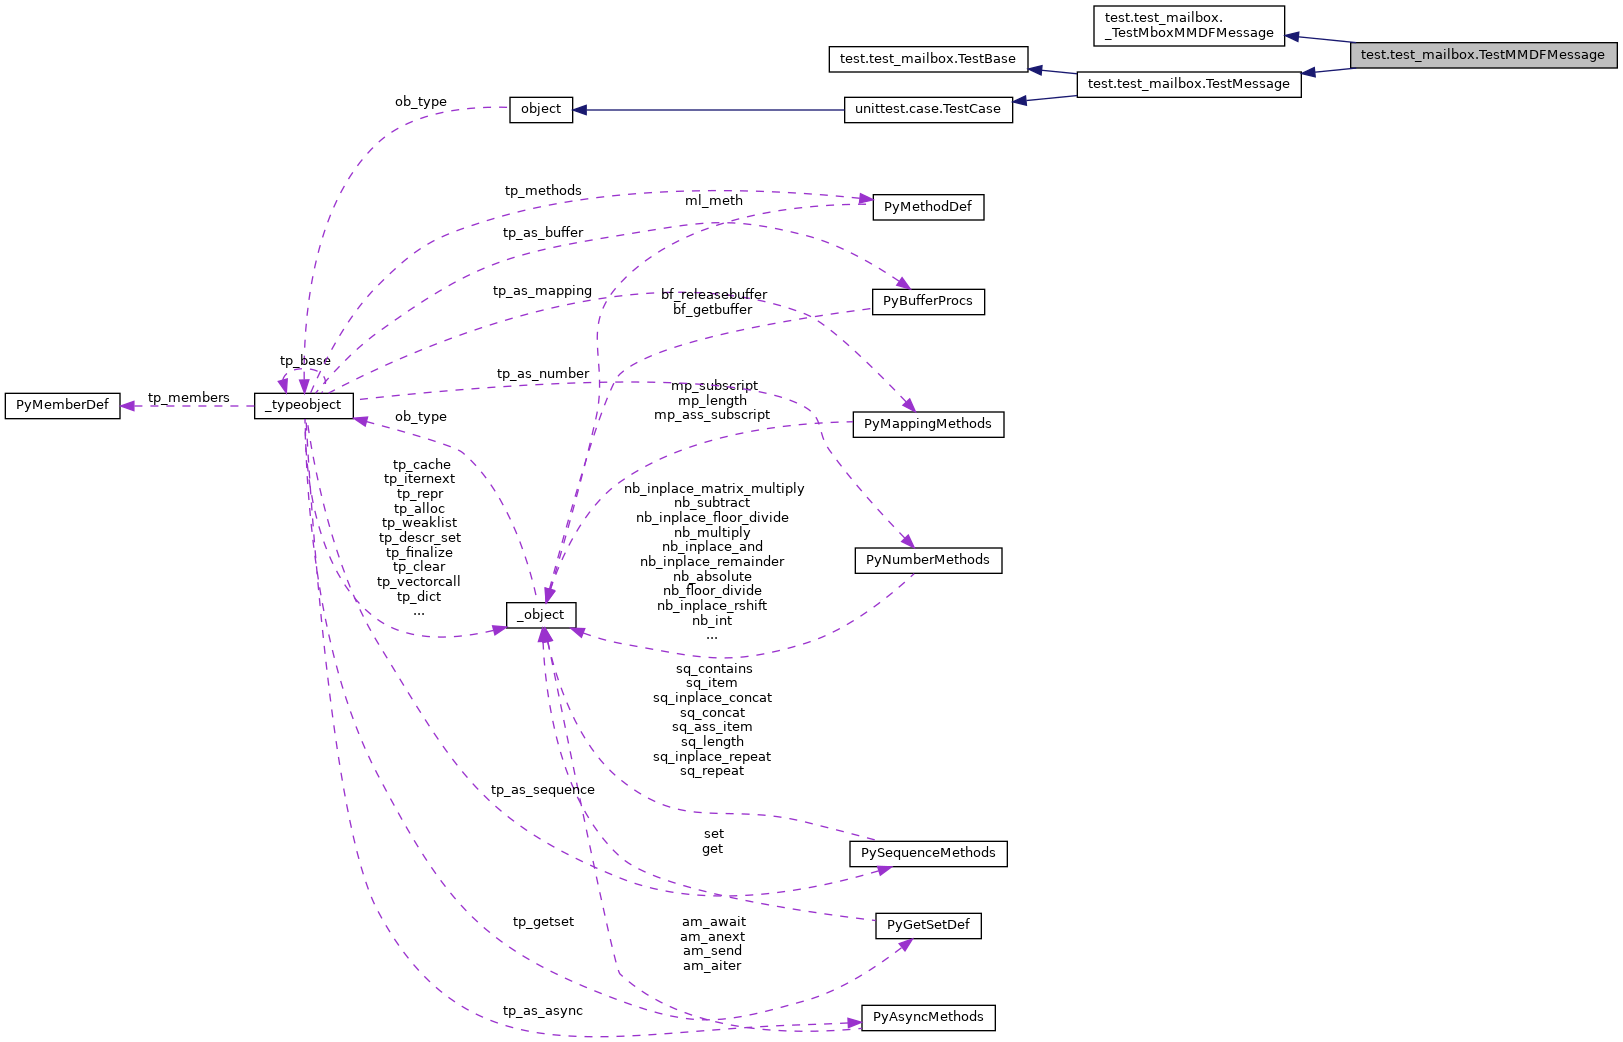 test.test_mailbox.
_TestMboxMMDFMessage
test.test_mailbox.TestMMDFMessage
test.test_mailbox.TestBase
test.test_mailbox.TestMessage
ob_type
object
unittest.case.TestCase
tp_methods
ml_meth
PyMethodDef
tp_as_buffer
tp_as_mapping
bf_releasebuffer
bf_getbuffer
PyBufferProcs
tp_base
tp_as_number
mp_subscript
mp_length
mp_ass_subscript
PyMemberDef
tp_members
_typeobject
ob_type
PyMappingMethods
tp_cache
tp_iternext
tp_repr
tp_alloc
tp_weaklist
tp_descr_set
tp_finalize
tp_clear
tp_vectorcall
tp_dict
...
nb_inplace_matrix_multiply
nb_subtract
nb_inplace_floor_divide
nb_multiply
nb_inplace_and
nb_inplace_remainder
nb_absolute
nb_floor_divide
nb_inplace_rshift
nb_int
...
PyNumberMethods
_object
sq_contains
sq_item
sq_inplace_concat
sq_concat
sq_ass_item
sq_length
sq_inplace_repeat
sq_repeat
tp_as_sequence
set
get
PySequenceMethods
tp_getset
am_await
am_anext
am_send
am_aiter
PyGetSetDef
tp_as_async
PyAsyncMethods